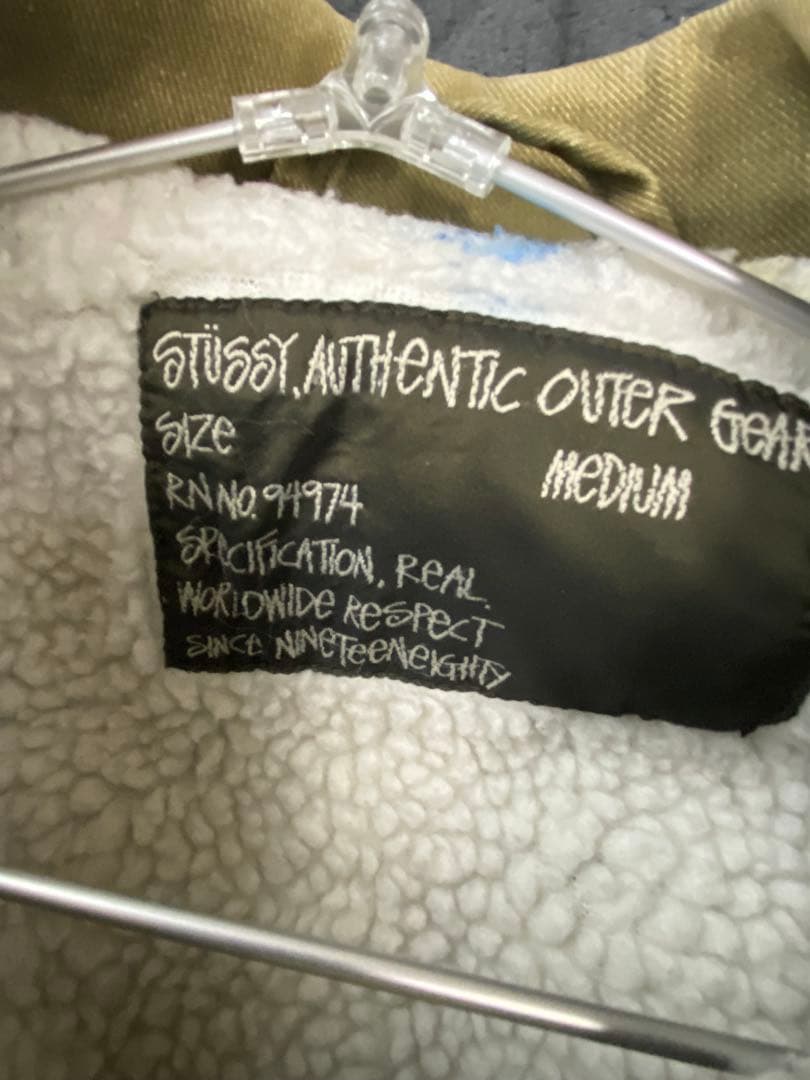 STÜSSY, AUTHENTIC OUTER GEAR
SIZE MEDIUM
RN NO. 94974
SPECIFICATION, REAL.
WORLDWIDE RESPECT
SINCE NINETEENEIGHTY